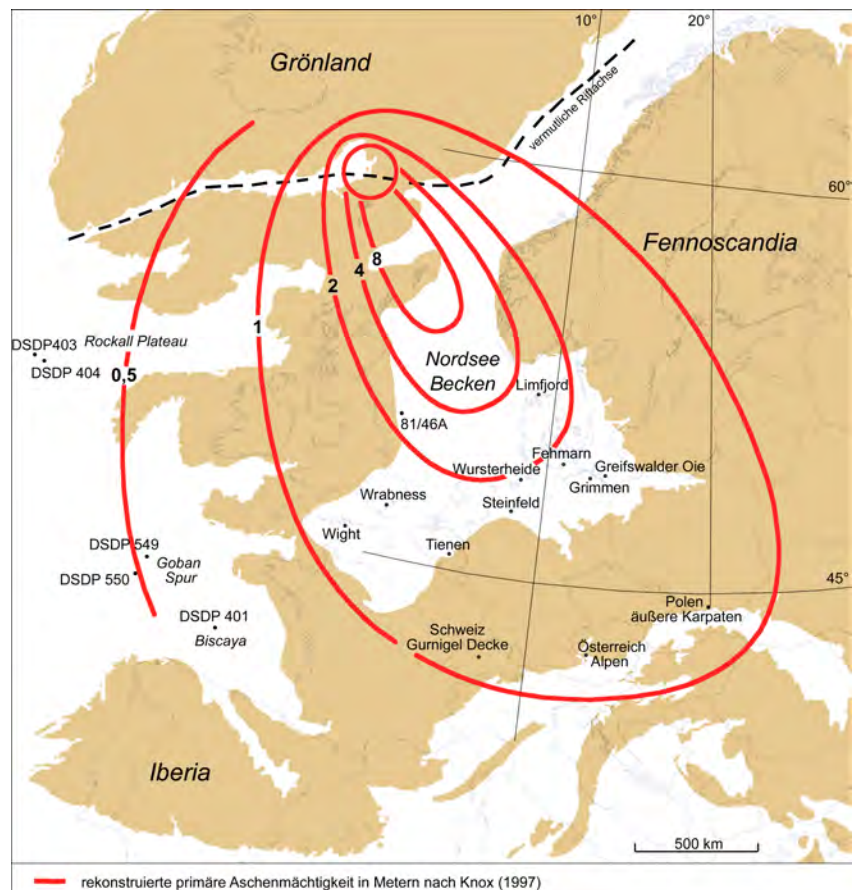 10°
20°
Grönland
vermutliche Riftachse
60°
Fennoscandia
8
4
2
1
Rockall Plateau
DSDP403
DSDP 404
0,5
Nordsee
Becken
Limfjord
81/46A
Fehmarn
Wursterheide
Greifswalder Oie
Grimmen
Wrabness
Steinfeld
Wight
Tienen
DSDP 549
Goban
Spur
DSDP 550
45°
DSDP 401
Biscaya
Polen
äußere Karpaten
Schweiz
Gurnigel Decke
Österreich
Alpen
Iberia
500 km
rekonstruierte primäre Aschenmächtigkeit in Metern nach Knox (1997)